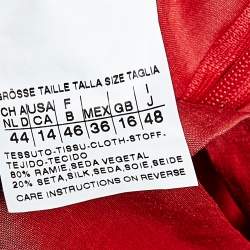 GRÖSSE TAILLE TALLA SIZE TAGLIA
CH AUSA F MEX GB I
NL D CA B J
44 14 46 36 16 48
TESSUTO-TISSU-CLOTH-STOFF.
TEJIDO-TECIDO
80% RAMIE,SEDA VEGETAL
20% SETA,SILK,SEDA,SOIE,SEIDE
CARE INSTRUCTIONS ON REVERSE